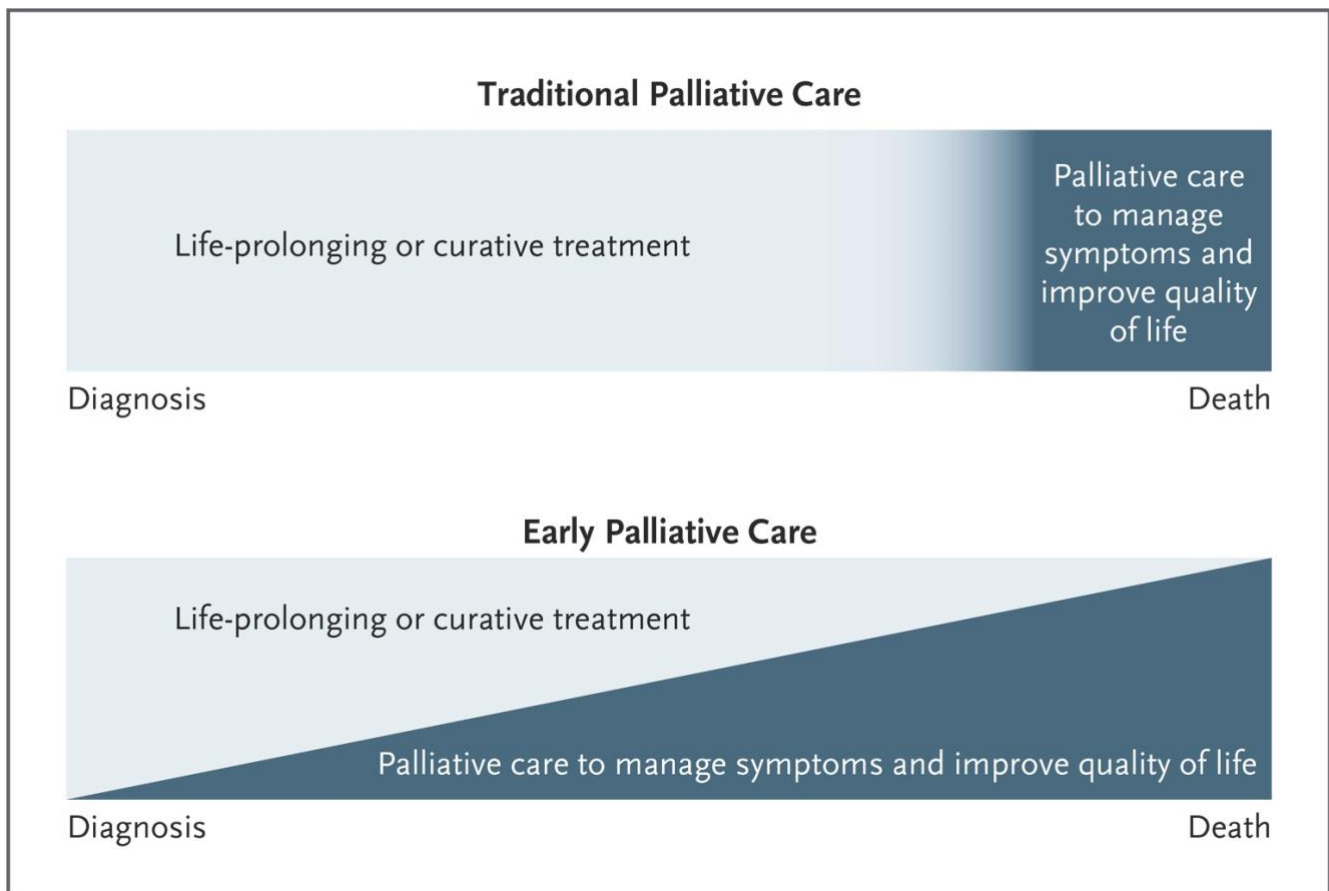 Traditional Palliative Care
Life-prolonging or curative treatment
Palliative care
to manage
symptoms and
improve quality
of life
Diagnosis
Death
Early Palliative Care
Life-prolonging or curative treatment
Palliative care to manage symptoms and improve quality of life
Diagnosis
Death